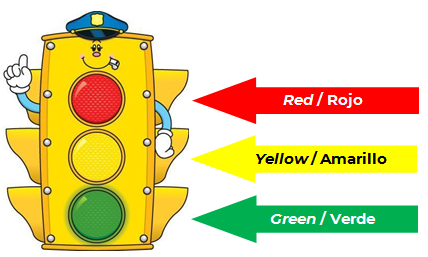 Red / Rojo
Yellow / Amarillo
Green / Verde